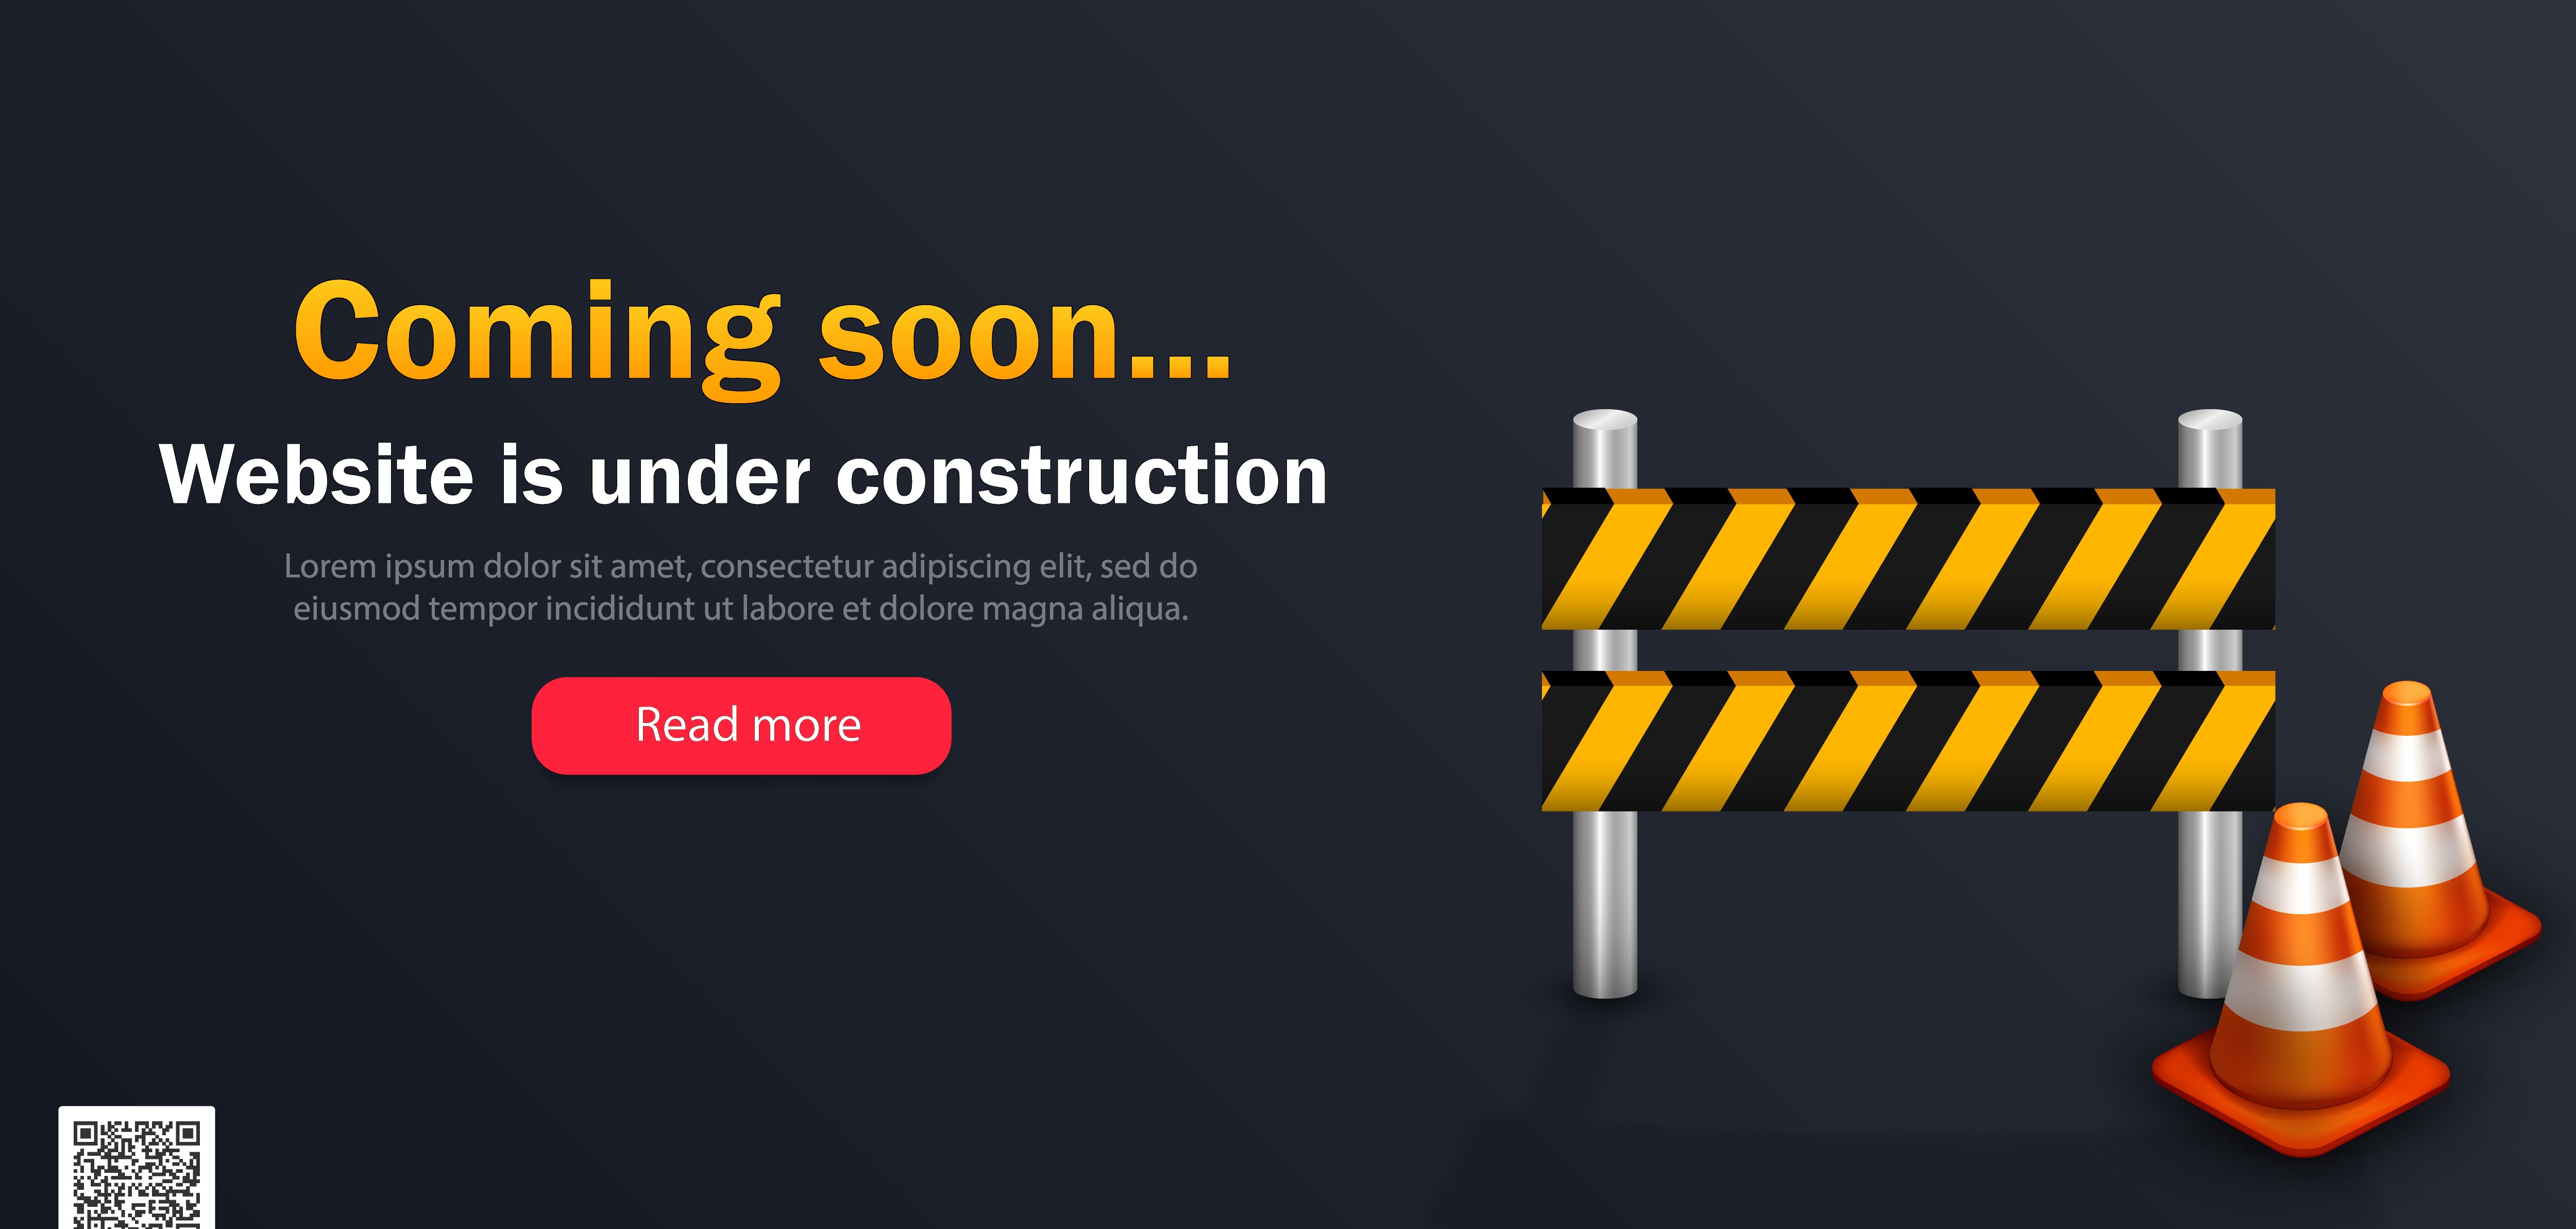 Coming soon...
Website is under construction
Lorem ipsum dolor sit amet, consectetur adipiscing elit, sed do
eiusmod tempor incididunt ut labore et dolore magna aliqua.
Read more